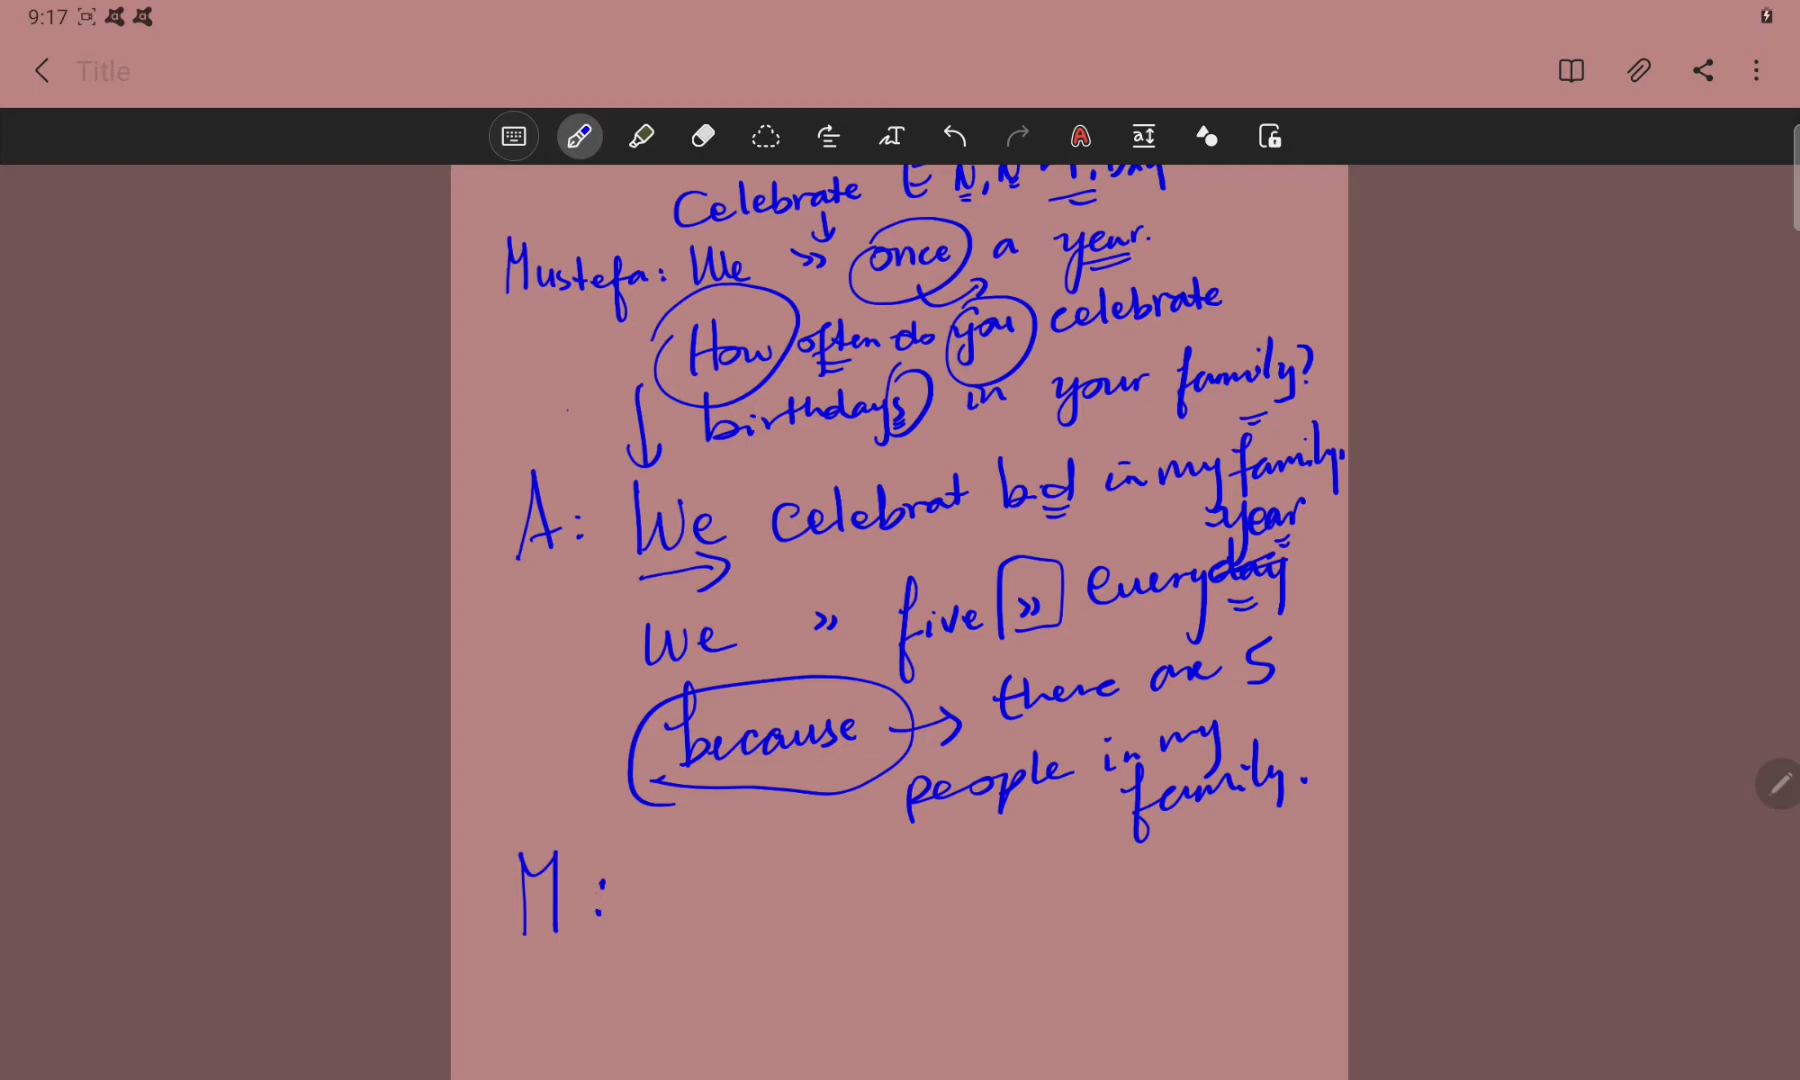 9:17
Title
Celebrate
Mustefa: We » once a year.
How often do you celebrate
birthdays in your family?
A: We celebrat bd in my family.
year
We » five » everyday
because → there are 5
people in my
family.
M: